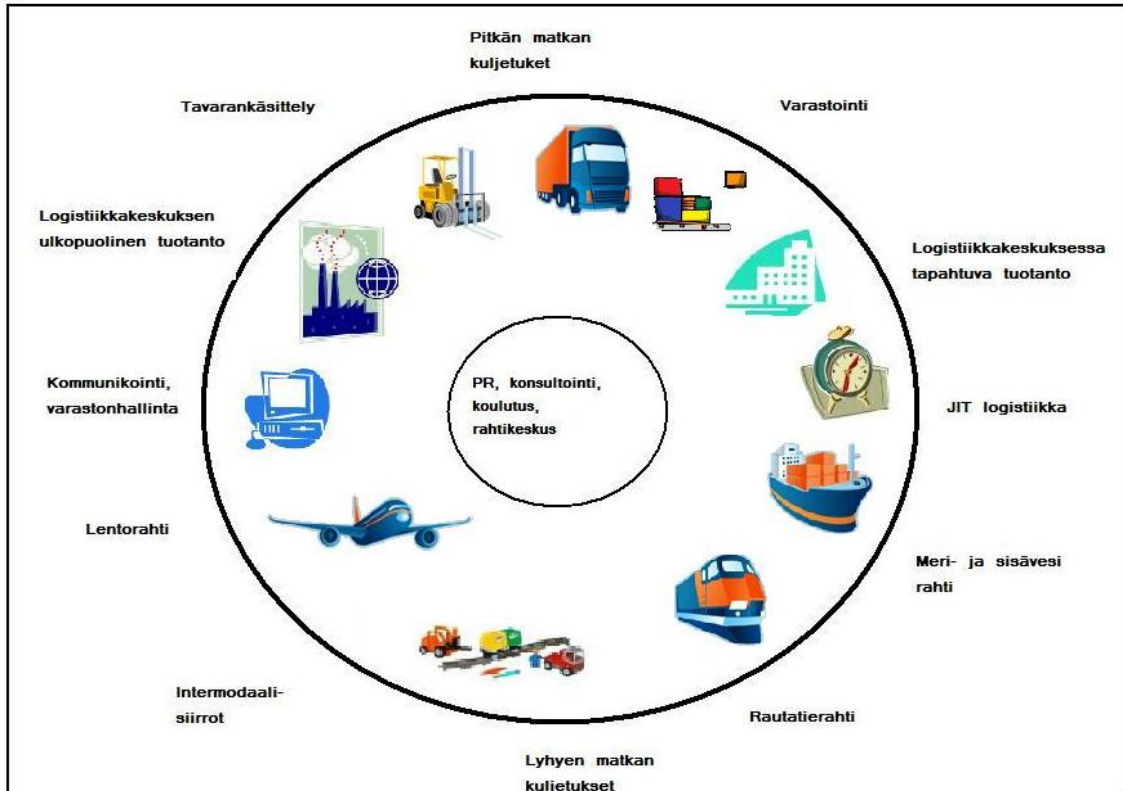 Pitkän matkan
kuljetuket
Tavarankäsittely
Varastointi
Logistiikkakeskuksen
ulkopuolinen tuotanto
Logistiikkakeskuksessa
tapahtuva tuotanto
Kommunikointi,
varastonhallinta
PR, konsultointi,
koulutus,
rahtikeskus
JIT logistiikka
Lentorahti
Meri- ja sisävesi
rahti
Intermodaali-
siirrot
Rautatierahti
Lyhyen matkan
kuljetukset